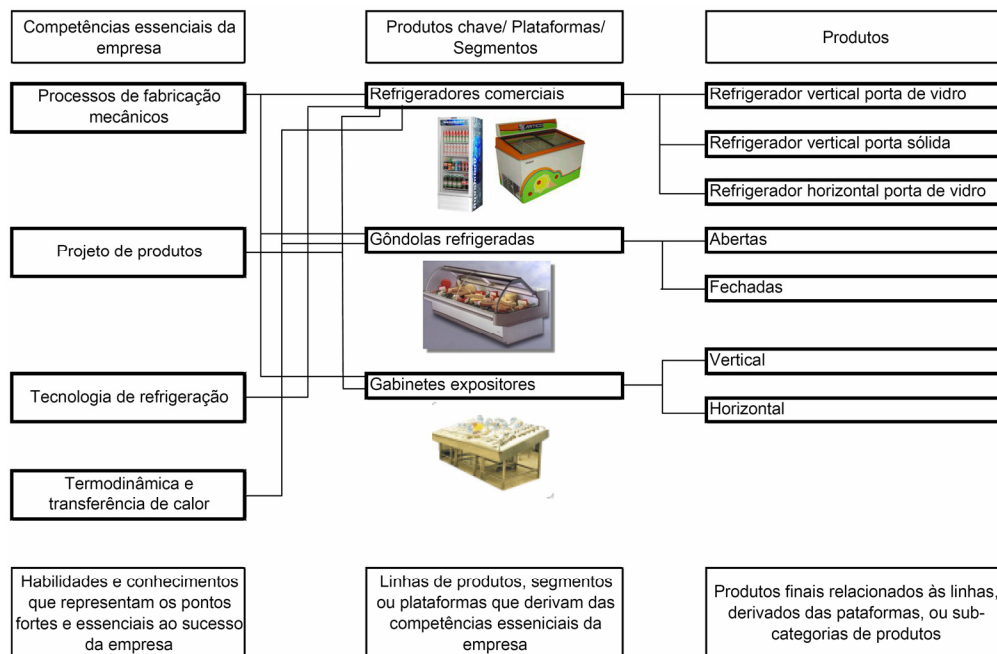 Competências essenciais da
empresa
Produtos chave/ Plataformas/
Segmentos
Produtos
Processos de fabricação
mecânicos
Refrigeradores comerciais
Refrigerador vertical porta de vidro
Refrigerador vertical porta sólida
Refrigerador horizontal porta de vidro
Projeto de produtos
Gôndolas refrigeradas
Abertas
Fechadas
Tecnologia de refrigeração
Gabinetes expositores
Vertical
Horizontal
Termodinâmica e
transferência de calor
Habilidades e conhecimentos
que representam os pontos
fortes e essenciais ao sucesso
da empresa
Linhas de produtos, segmentos
ou plataformas que derivam das
competências esseniciais da
empresa
Produtos finais relacionados às linhas,
derivados das pataformas, ou sub-
categorias de produtos